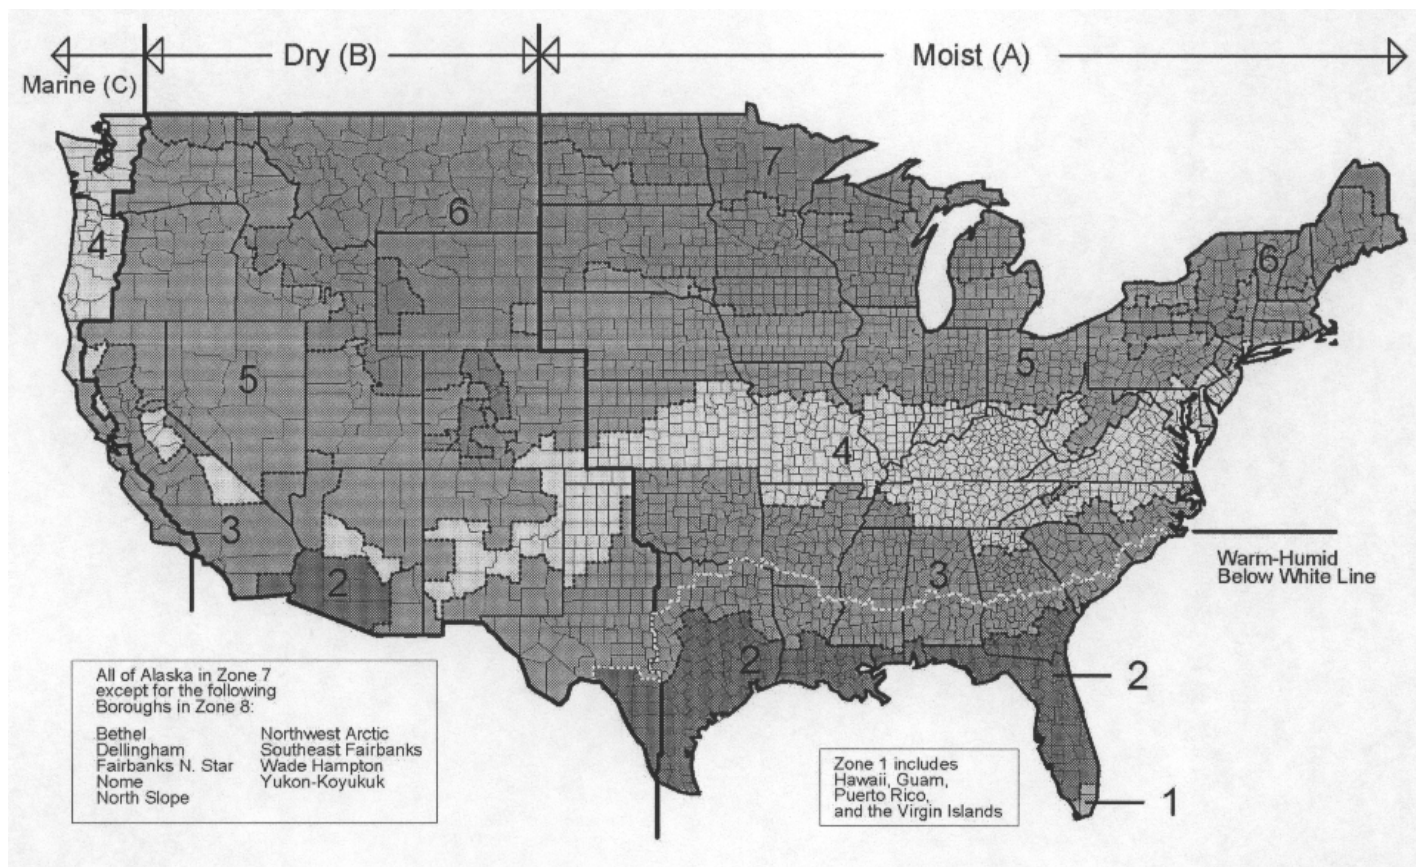 Marine (C)
Dry (B)
Moist (A)
7
6
4
6
5
5
4
3
3
2
2
2
1
Warm-Humid
Below White Line
All of Alaska in Zone 7
except for the following
Boroughs in Zone 8:
Bethel
Dellingham
Fairbanks N. Star
Nome
North Slope
Northwest Arctic
Southeast Fairbanks
Wade Hampton
Yukon-Koyukuk
Zone 1 includes
Hawaii, Guam,
Puerto Rico,
and the Virgin Islands